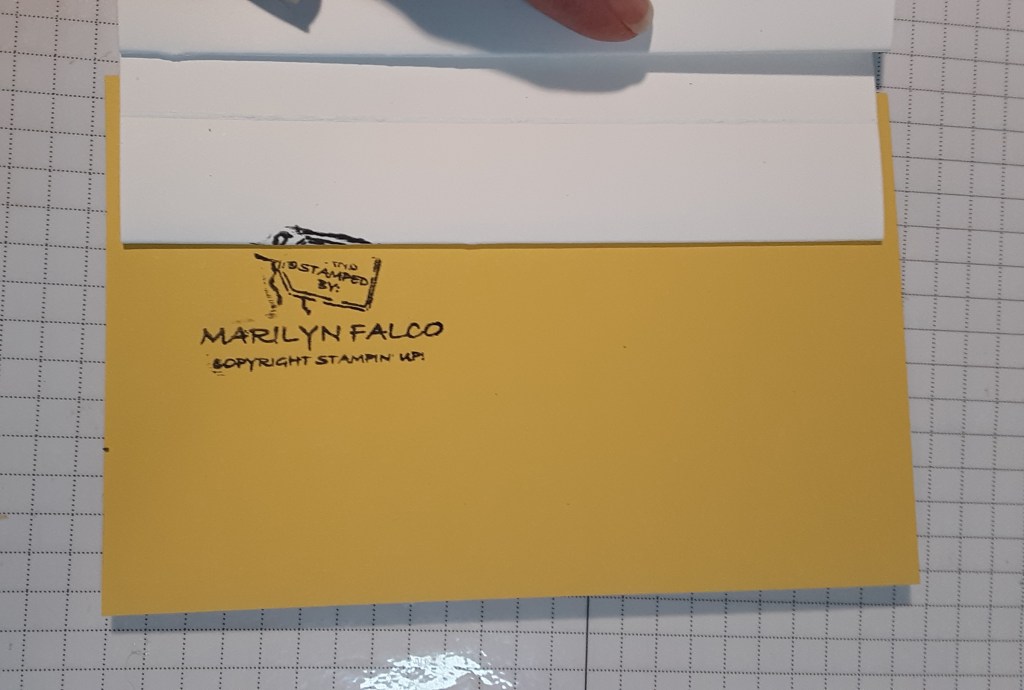 STAMPED
BY:
MARILYN FALCO
COPYRIGHT STAMPIN' UP!